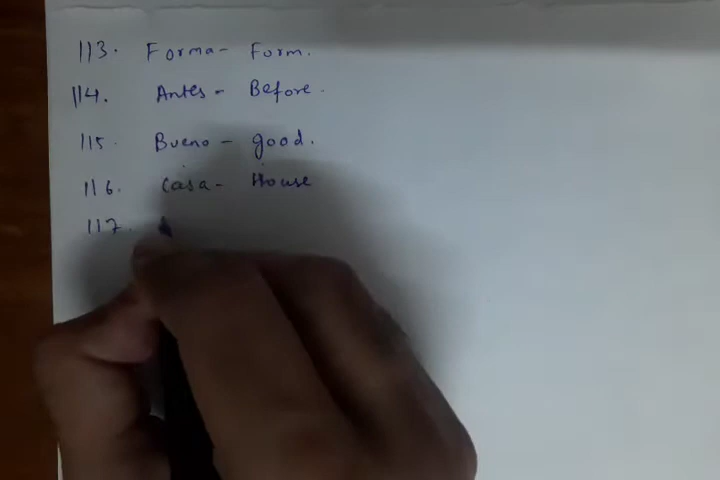 113. Forma - Form.
114. Antes - Before.
115. Bueno - good.
116. Casa - House
117.